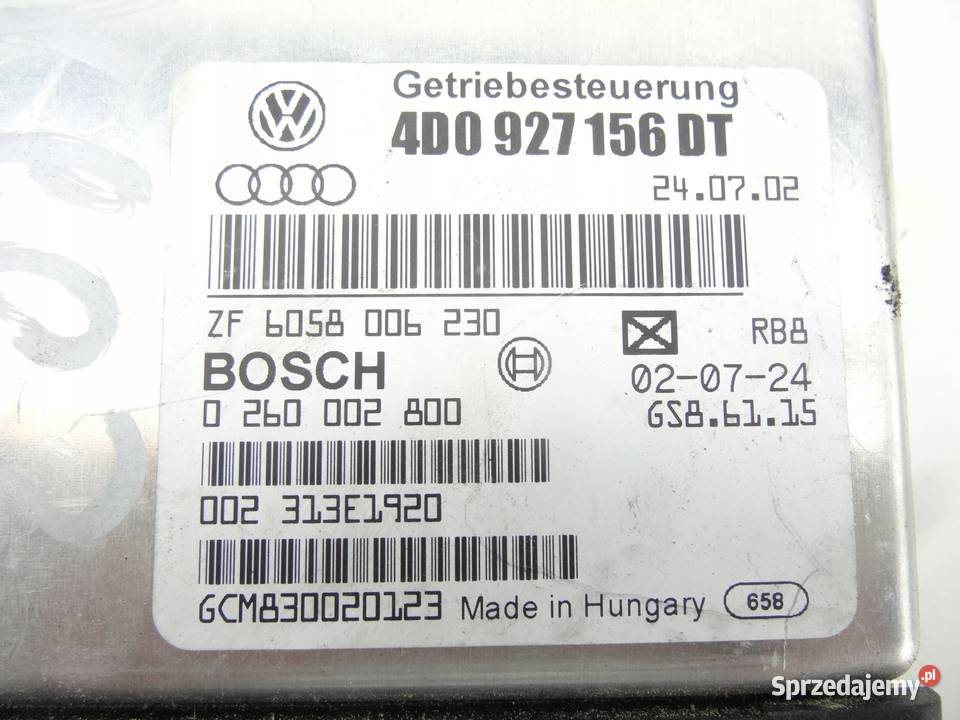 Getriebesteuerung
4D0 927 156 DT
24.07.02
ZF 6058 006 230
RB8
BOSCH
02-07-24
0 260 002 800
GS8.61.15
002 313E1920
GCM830020123 Made in Hungary 658
Sprzedajemy.pl